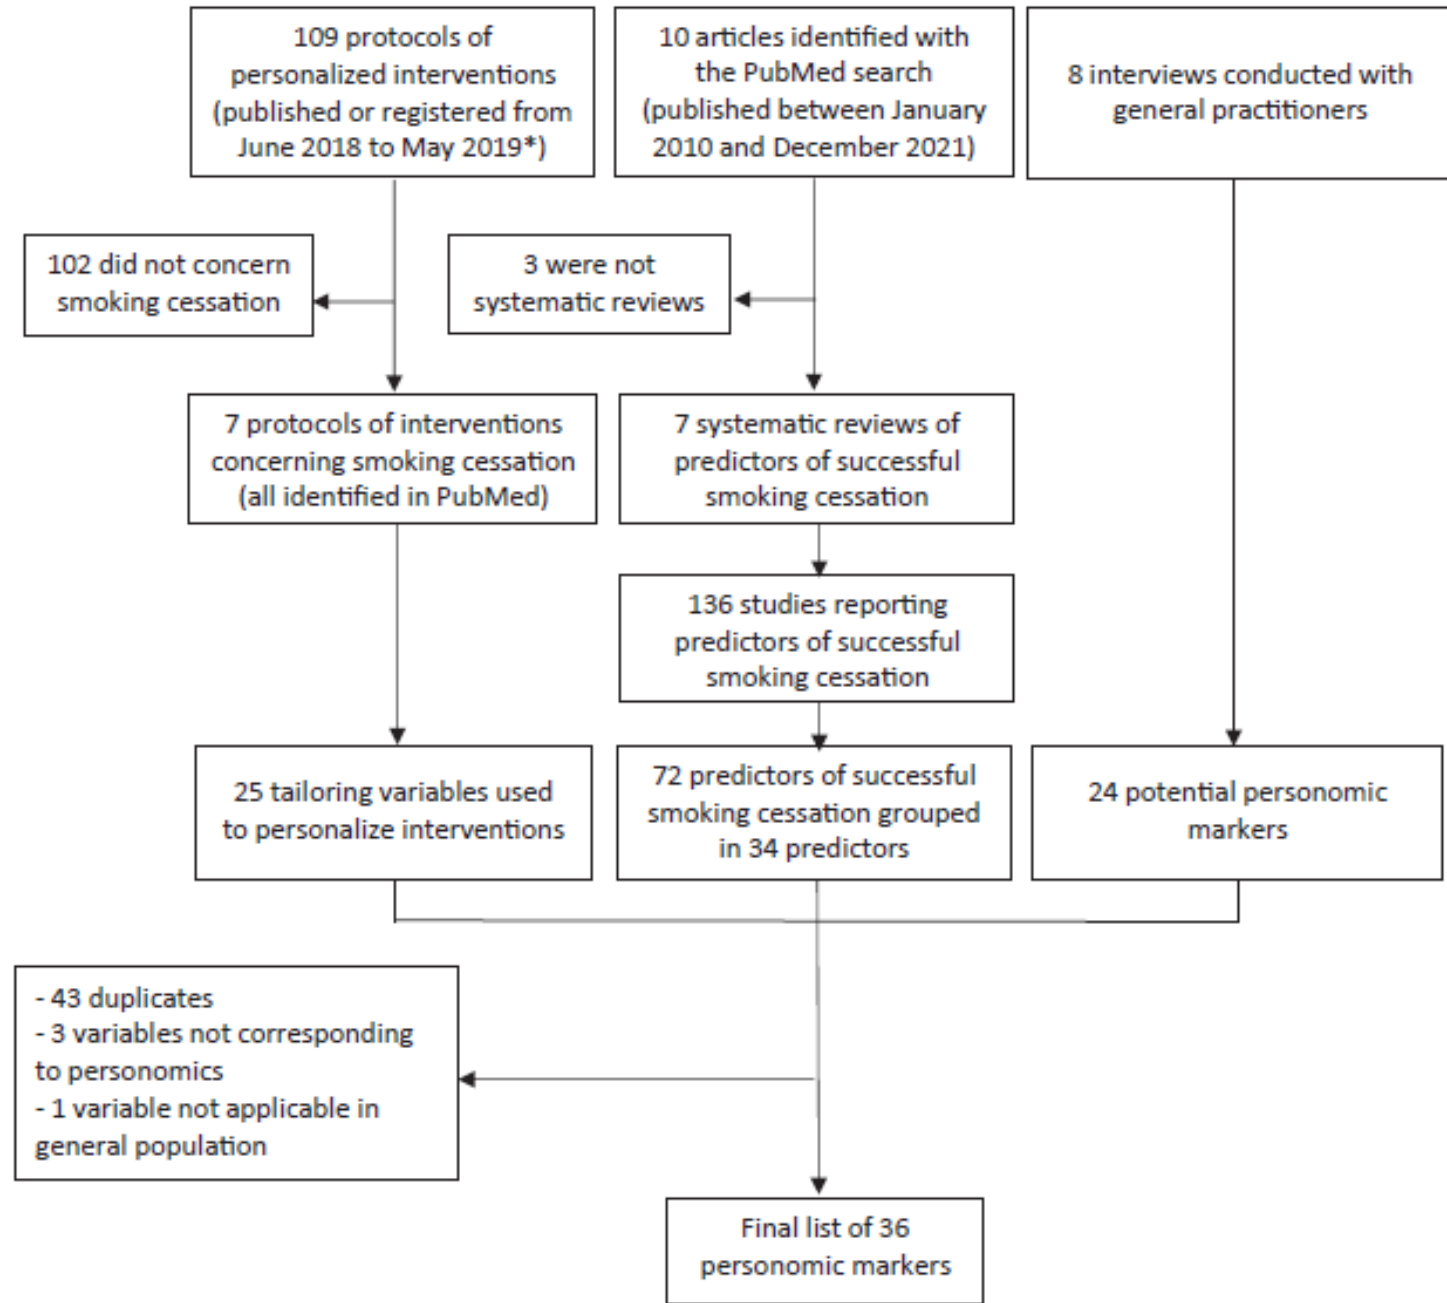 109 protocols of
personalized interventions
(published or registered from
June 2018 to May 2019*)
10 articles identified with
the PubMed search
(published between January
2010 and December 2021)
8 interviews conducted with
general practitioners
102 did not concern
smoking cessation
3 were not
systematic reviews
7 protocols of interventions
concerning smoking cessation
(all identified in PubMed)
7 systematic reviews of
predictors of successful
smoking cessation
136 studies reporting
predictors of successful
smoking cessation
25 tailoring variables used
to personalize interventions
72 predictors of successful
smoking cessation grouped
in 34 predictors
24 potential personomic
markers
- 43 duplicates
- 3 variables not corresponding
to personomics
- 1 variable not applicable in
general population
Final list of 36
personomic markers